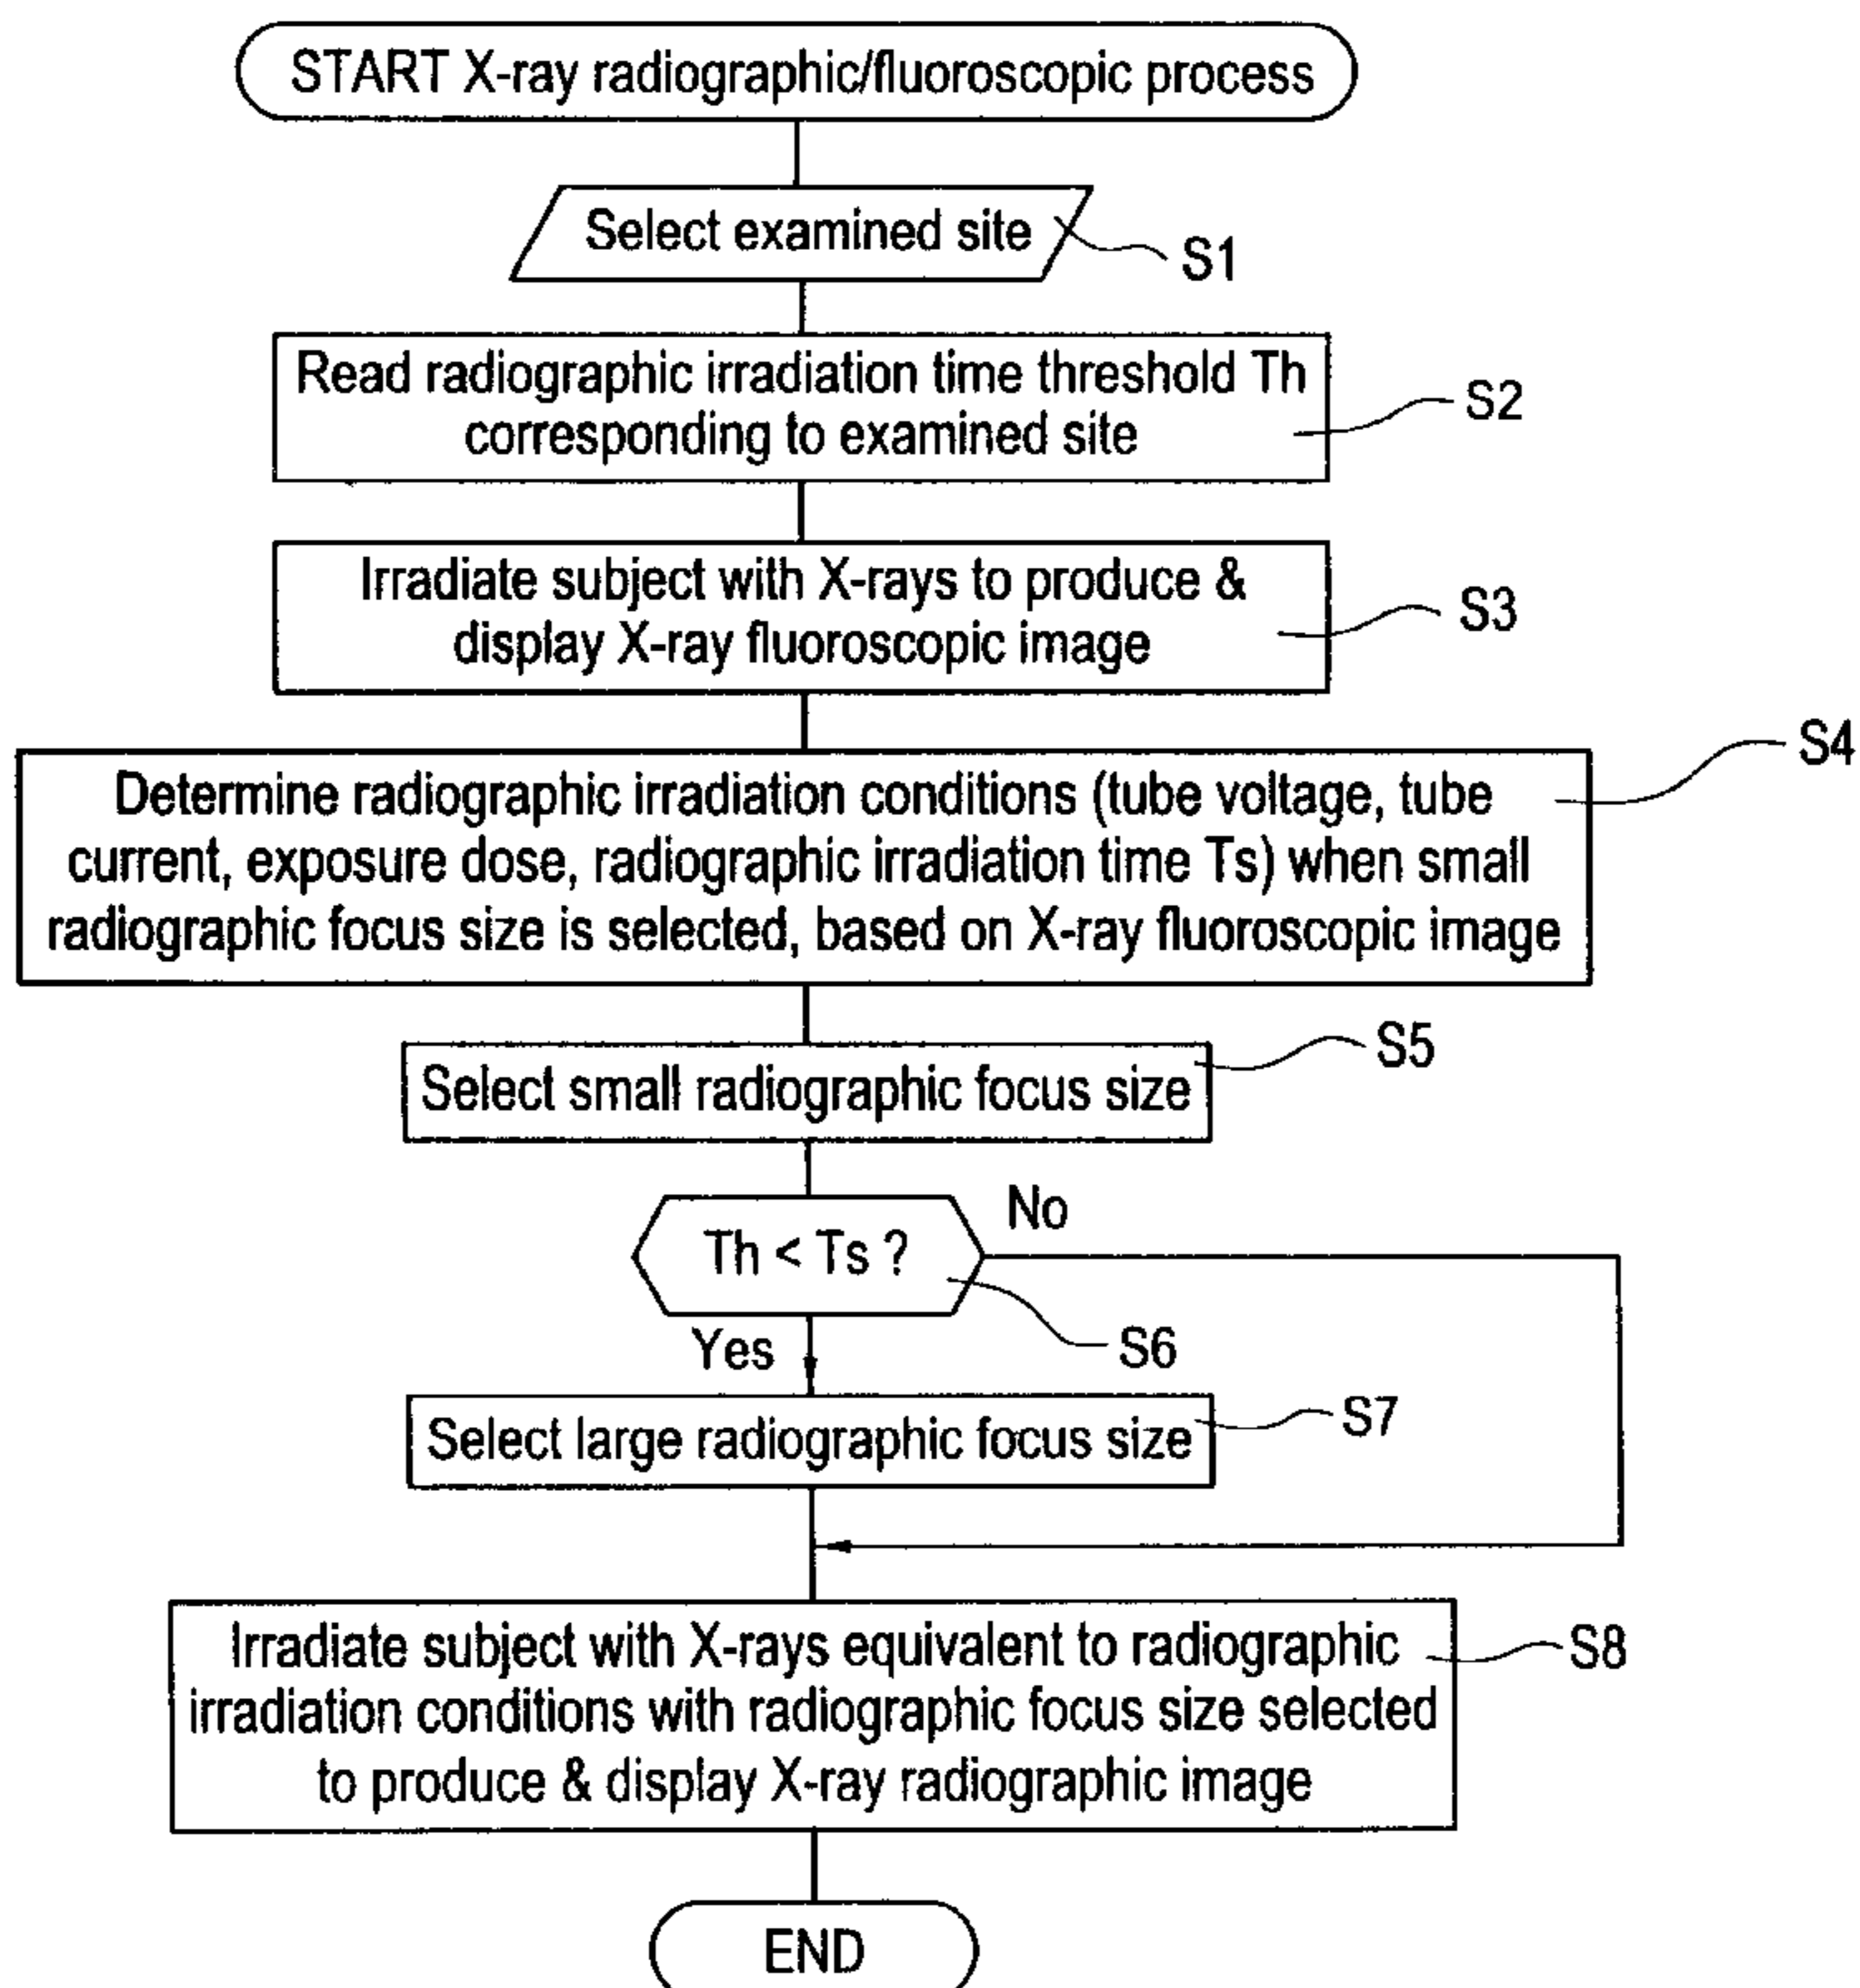 START X-ray radiographic/fluoroscopic process
Select examined site
S1
Read radiographic irradiation time threshold Th
corresponding to examined site
S2
Irradiate subject with X-rays to produce &
display X-ray fluoroscopic image
S3
Determine radiographic irradiation conditions (tube voltage, tube
current, exposure dose, radiographic irradiation time Ts) when small
radiographic focus size is selected, based on X-ray fluoroscopic image
S4
Select small radiographic focus size
S5
Th < Ts ?
No
Yes
S6
Select large radiographic focus size
S7
Irradiate subject with X-rays equivalent to radiographic
irradiation conditions with radiographic focus size selected
to produce & display X-ray radiographic image
S8
END